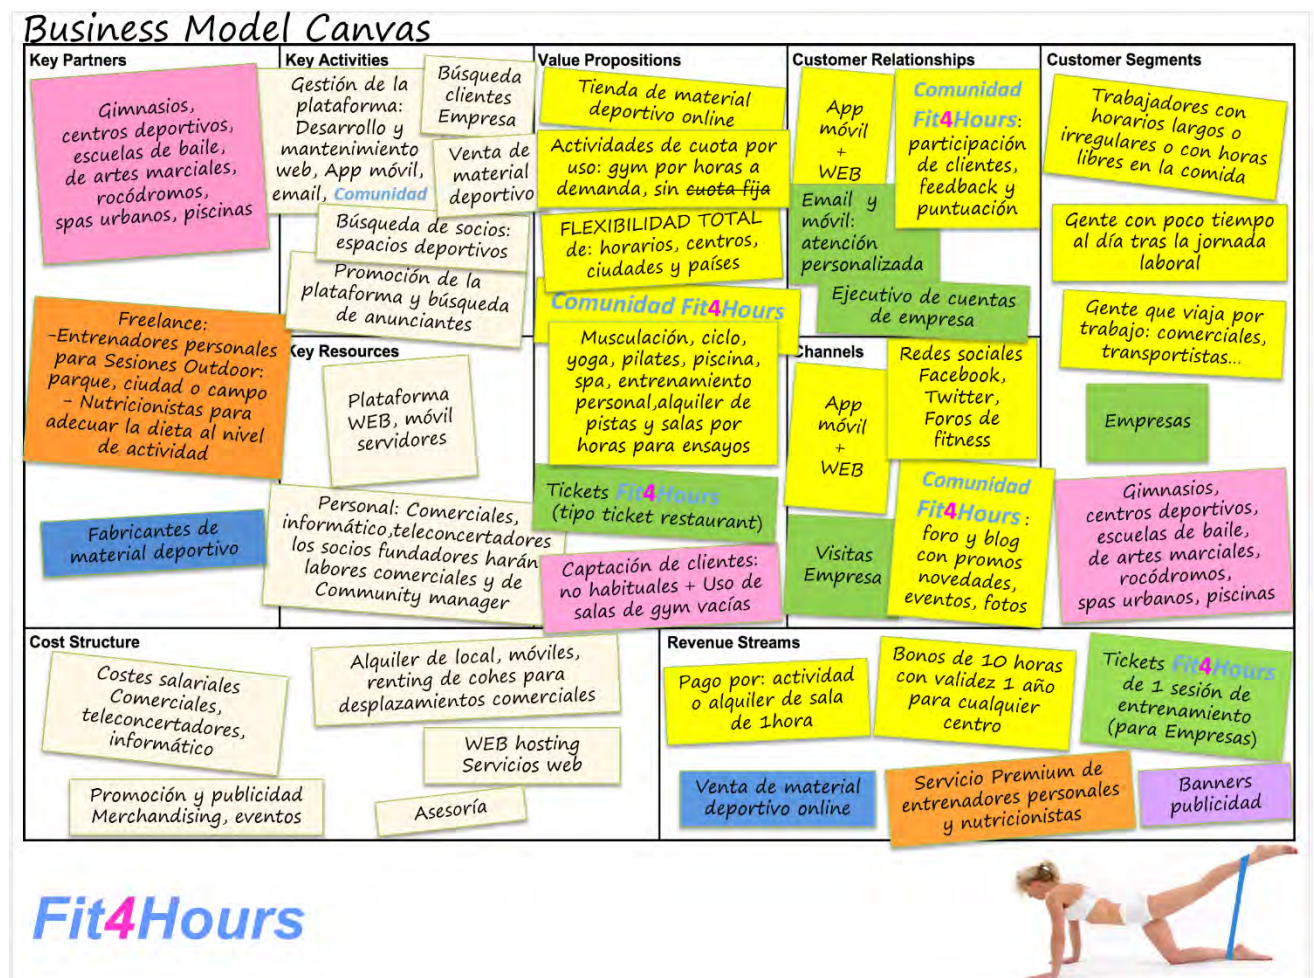 Business Model Canvas
Key Partners
Gimnasios,
centros deportivos,
escuelas de baile,
de artes marciales,
rocódromos,
spas urbanos, piscinas
Freelance:
-Entrenadores personales
para Sesiones Outdoor:
parque, ciudad o campo
- Nutricionistas para
adecuar la dieta al nivel
de actividad
Fabricantes de
material deportivo
Key Activities
Gestión de la
plataforma:
Desarrollo y
mantenimiento
web, App móvil,
email, Comunidad
Búsqueda
clientes
Empresa
Venta de
material
deportivo
Búsqueda de socios:
espacios deportivos
Promoción de la
plataforma y búsqueda
de anunciantes
Key Resources
Plataforma
WEB, móvil
servidores
Personal: Comerciales,
informático,teleconcertadores
los socios fundadores harán
labores comerciales y de
Community manager
Value Propositions
Tienda de material
deportivo online
Actividades de cuota por
uso: gym por horas a
demanda, sin cuota fija
FLEXIBILIDAD TOTAL
de: horarios, centros,
ciudades y países
Comunidad Fit4Hours
Musculación, ciclo,
yoga, pilates, piscina,
spa, entrenamiento
personal,alquiler de
pistas y salas por
horas para ensayos
Tickets Fit4Hours
(tipo ticket restaurant)
Captación de clientes:
no habituales + Uso de
salas de gym vacías
Customer Relationships
App
móvil
+
WEB
Comunidad
Fit4Hours:
participación
de clientes,
feedback y
puntuación
Email y
móvil:
atención
personalizada
Ejecutivo de cuentas
de empresa
Channels
App
móvil
+
WEB
Redes sociales
Facebook,
Twitter,
Foros de
fitness
Visitas
Empresa
Comunidad
Fit4Hours:
foro y blog
con promos
novedades,
eventos, fotos
Customer Segments
Trabajadores con
horarios largos o
irregulares o con horas
libres en la comida
Gente con poco tiempo
al día tras la jornada
laboral
Gente que viaja por
trabajo: comerciales,
transportistas...
Empresas
Gimnasios,
centros deportivos,
escuelas de baile,
de artes marciales,
rocódromos,
spas urbanos, piscinas
Cost Structure
Costes salariales
Comerciales,
teleconcertadores,
informático
Alquiler de local, móviles,
renting de cohes para
desplazamientos comerciales
WEB hosting
Servicios web
Promoción y publicidad
Merchandising, eventos
Asesoría
Revenue Streams
Pago por: actividad
o alquiler de sala
de 1hora
Bonos de 10 horas
con validez 1 año
para cualquier
centro
Tickets Fit4Hours
de 1 sesión de
entrenamiento
(para Empresas)
Venta de material
deportivo online
Servicio Premium de
entrenadores personales
y nutricionistas
Banners
publicidad
Fit4Hours